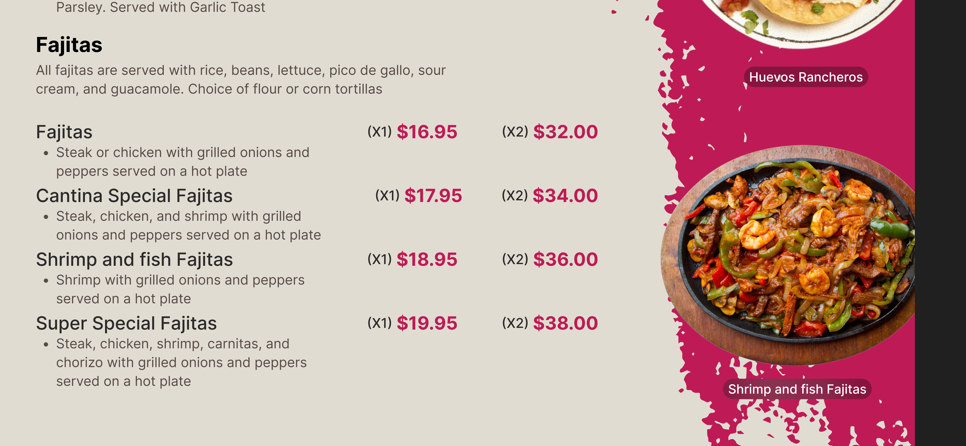 Parsley. Served with Garlic Toast
Fajitas
All fajitas are served with rice, beans, lettuce, pico de gallo, sour
cream, and guacamole. Choice of flour or corn tortillas
Fajitas (X1) $16.95 (X2) $32.00
• Steak or chicken with grilled onions and
peppers served on a hot plate
Cantina Special Fajitas (X1) $17.95 (X2) $34.00
• Steak, chicken, and shrimp with grilled
onions and peppers served on a hot plate
Shrimp and fish Fajitas (X1) $18.95 (X2) $36.00
• Shrimp with grilled onions and peppers
served on a hot plate
Super Special Fajitas (X1) $19.95 (X2) $38.00
• Steak, chicken, shrimp, carnitas, and
chorizo with grilled onions and peppers
served on a hot plate
Huevos Rancheros
Shrimp and fish Fajitas